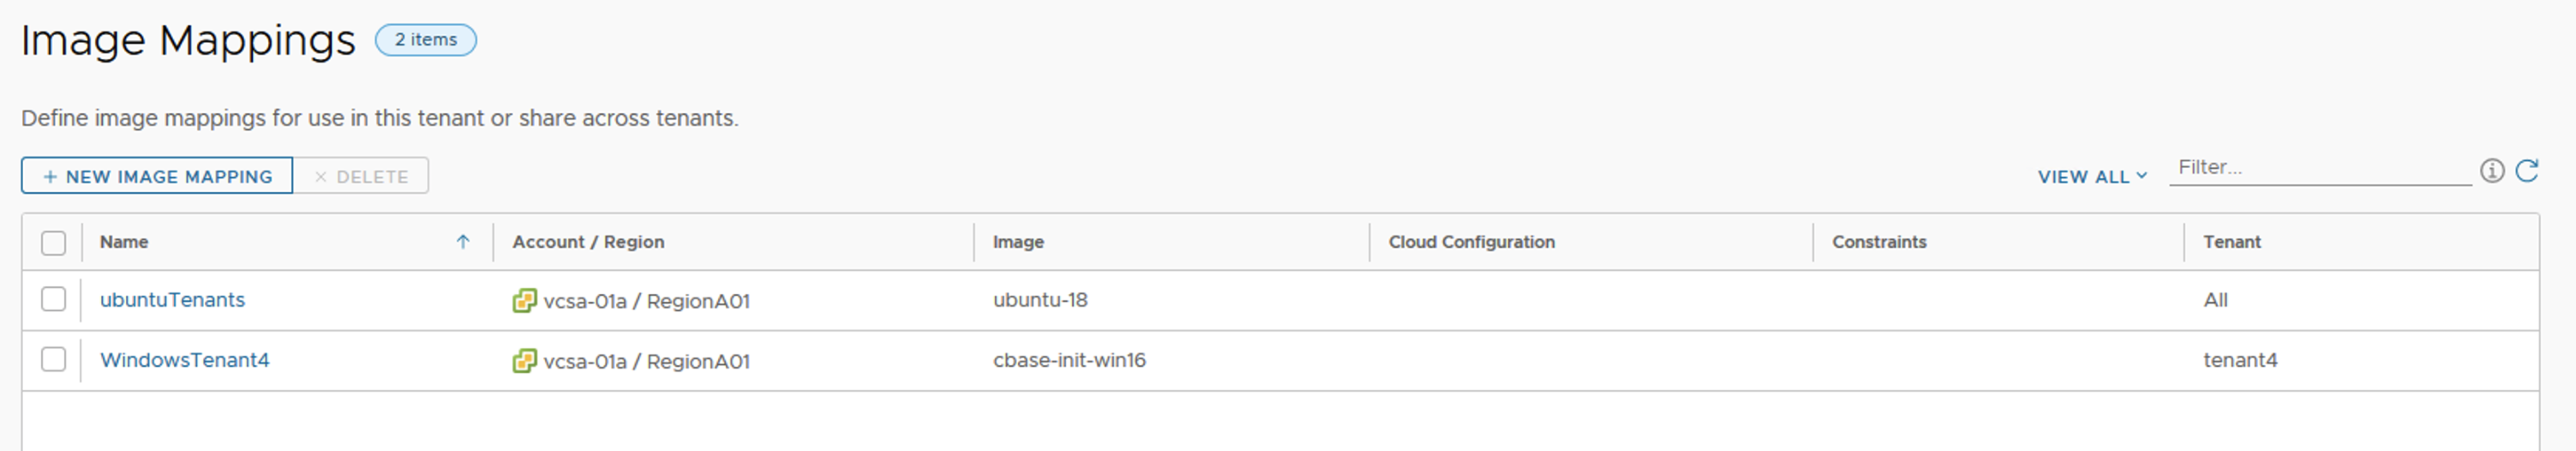 Image Mappings 2 items
Define image mappings for use in this tenant or share across tenants.
+ NEW IMAGE MAPPING × DELETE VIEW ALL Filter...
Name Account / Region Image Cloud Configuration Constraints Tenant
ubuntuTenants vcsa-01a / RegionA01 ubuntu-18 All
WindowsTenant4 vcsa-01a / RegionA01 cbase-init-win16 tenant4